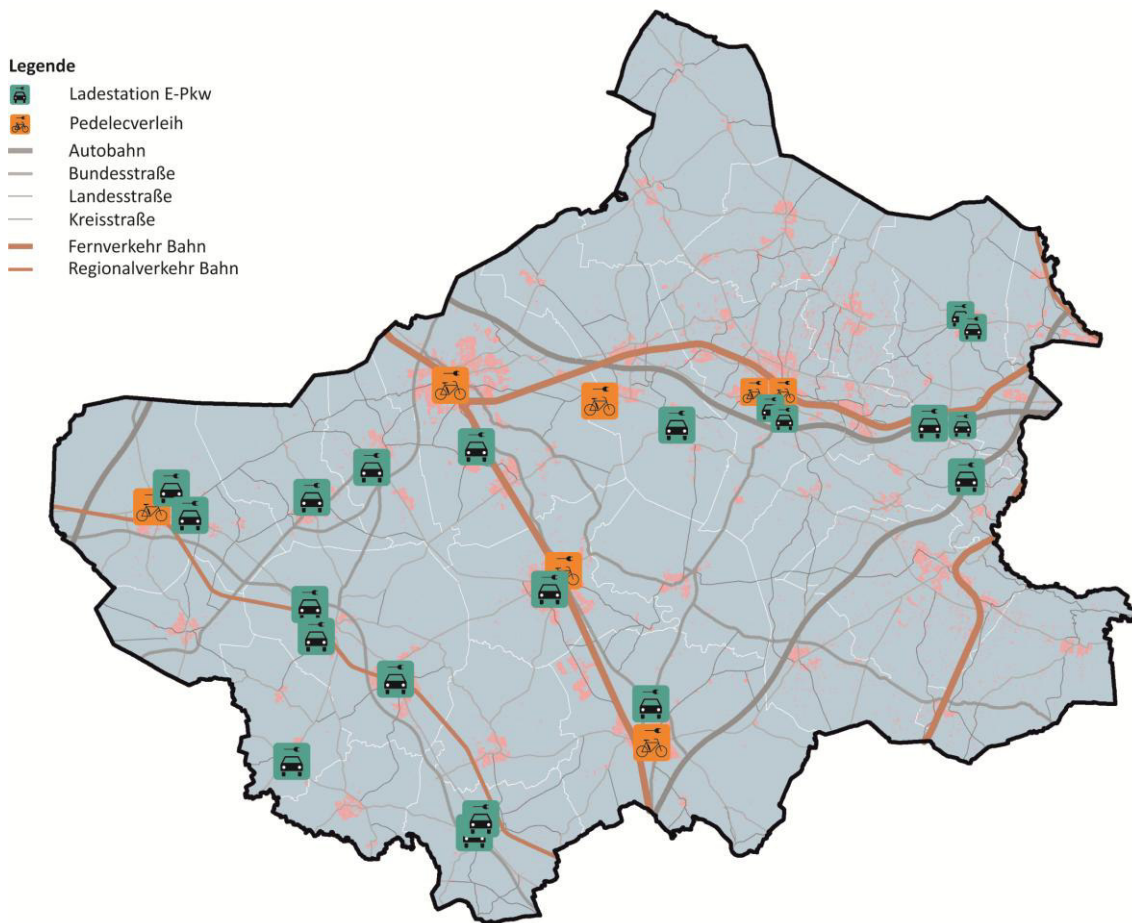 Legende
Ladestation E-Pkw
Pedelecverleih
Autobahn
Bundesstraße
Landesstraße
Kreisstraße
Fernverkehr Bahn
Regionalverkehr Bahn